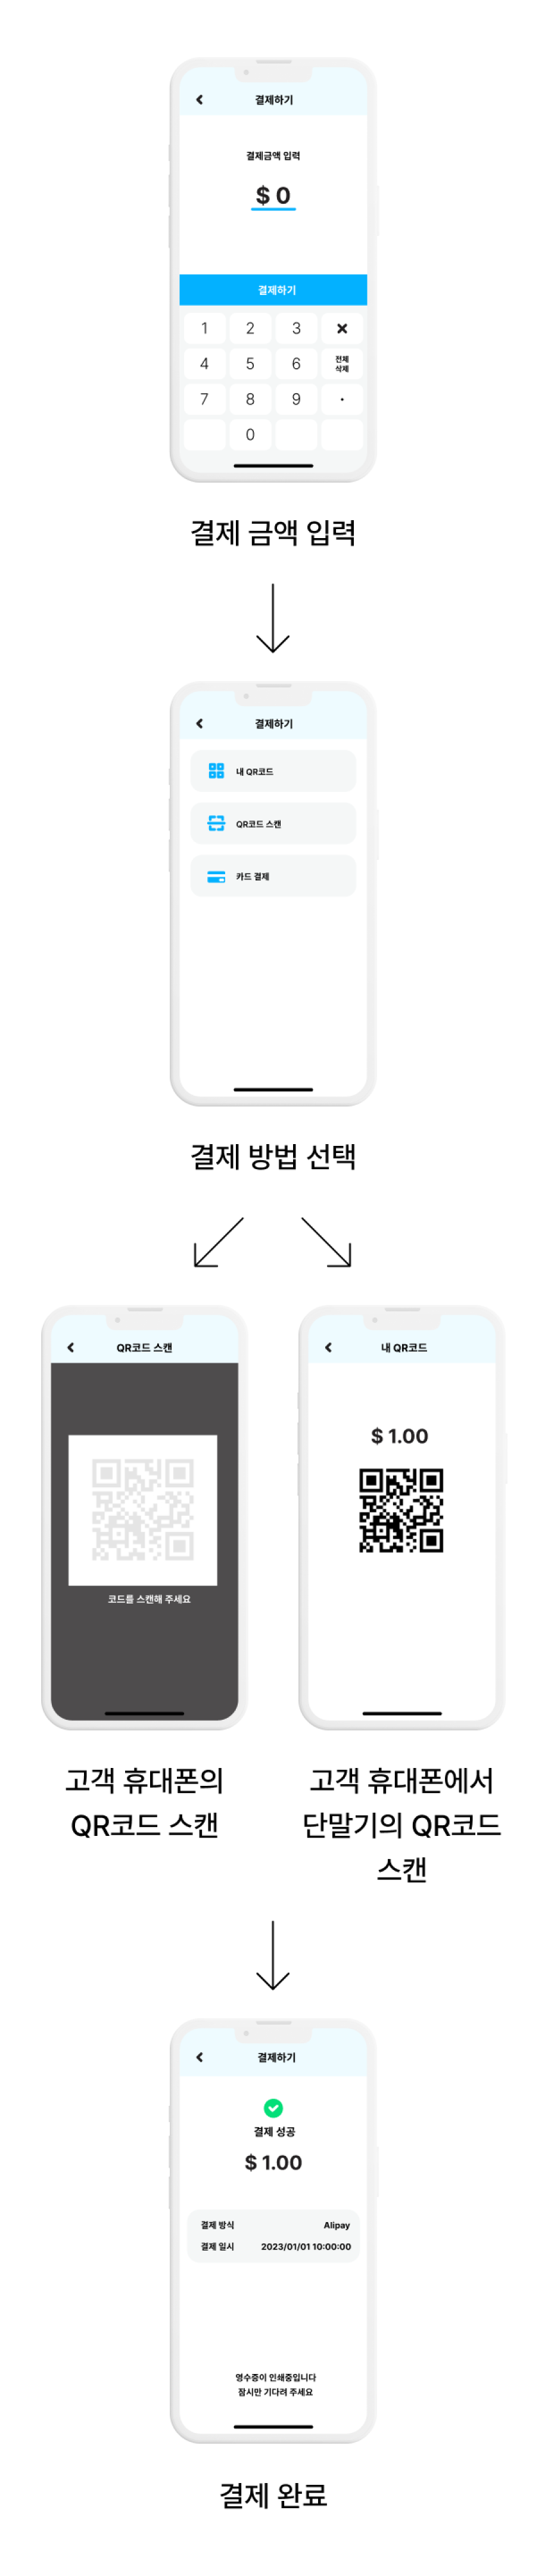 결제하기
결제금액 입력
$ 0
결제하기
1 2 3
4 5 6 전체 삭제
7 8 9 .
0
결제 금액 입력
결제하기
내 QR코드
QR코드 스캔
카드 결제
결제 방법 선택
QR코드 스캔
코드를 스캔해 주세요
고객 휴대폰의
QR코드 스캔
내 QR코드
$ 1.00
고객 휴대폰에서
단말기의 QR코드
스캔
결제하기
결제 성공
$ 1.00
결제 방식 Alipay
결제 일시 2023/01/01 10:00:00
영수증이 인쇄중입니다
잠시만 기다려 주세요
결제 완료